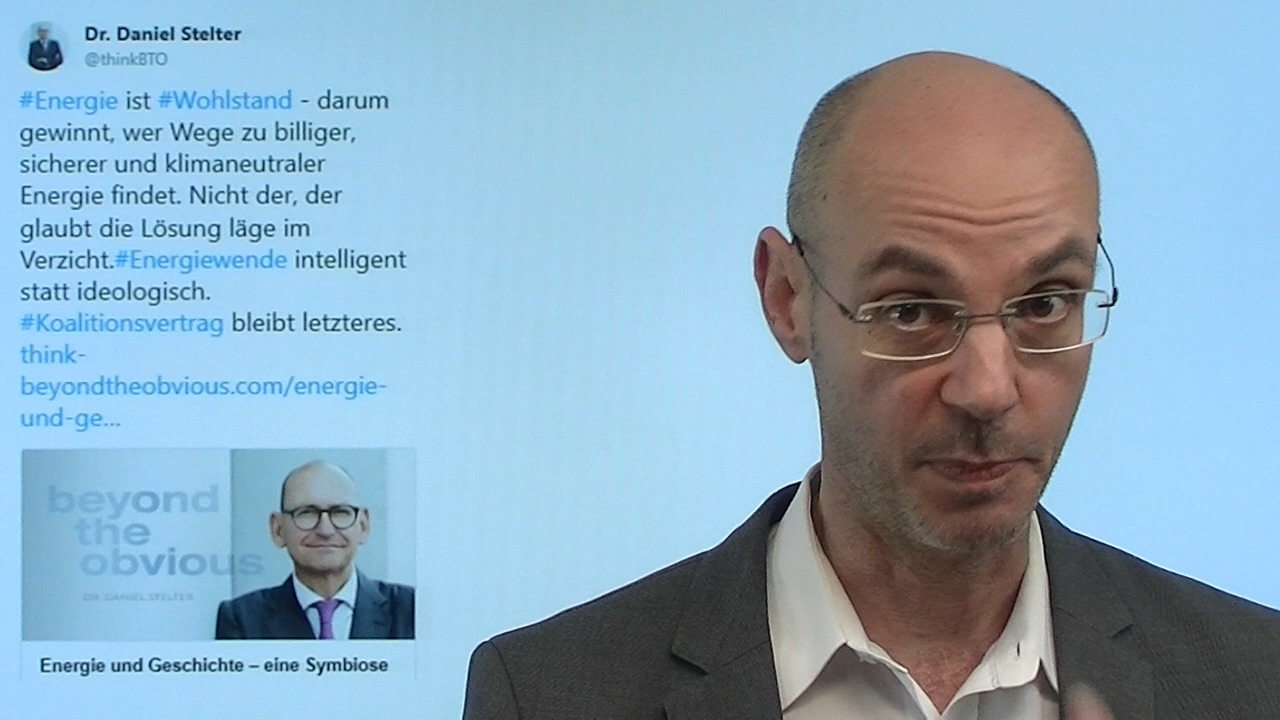 Dr. Daniel Stelter
@thinkBTO
#Energie ist #Wohlstand - darum
gewinnt, wer Wege zu billiger,
sicherer und klimaneutraler
Energie findet. Nicht der, der
glaubt die Lösung läge im
Verzicht.#Energiewende intelligent
statt ideologisch.
#Koalitionsvertrag bleibt letzteres.
think-
beyondtheobvious.com/energie-
und-ge...
beyond
the
obvious
DR. DANIEL STELTER
Energie und Geschichte – eine Symbiose